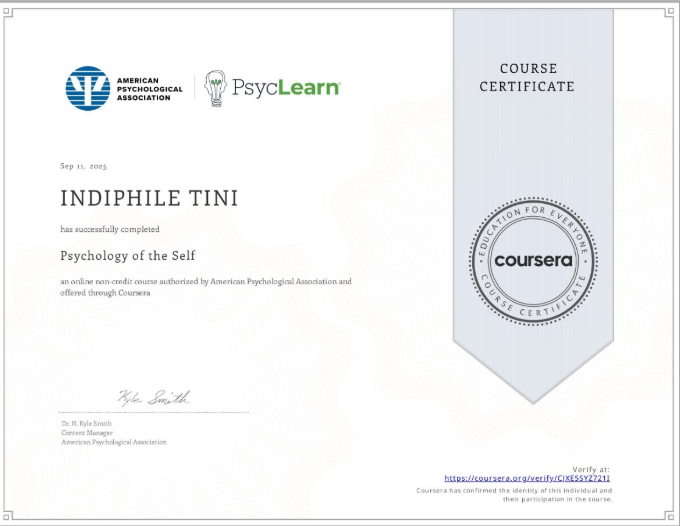 AMERICAN
PSYCHOLOGICAL
ASSOCIATION
PsycLearn
COURSE
CERTIFICATE
Sep 11, 2025
INDIPHILE TINI
has successfully completed
Psychology of the Self
an online non-credit course authorized by American Psychological Association and
offered through Coursera
EDUCATION FOR EVERYONE
coursera
COURSE CERTIFICATE
Kyle Smith
Dr. N. Kyle Smith
Content Manager
American Psychological Association
Verify at:
https://coursera.org/verify/CJXESSYZ721I
Coursera has confirmed the identity of this individual and
their participation in the course.